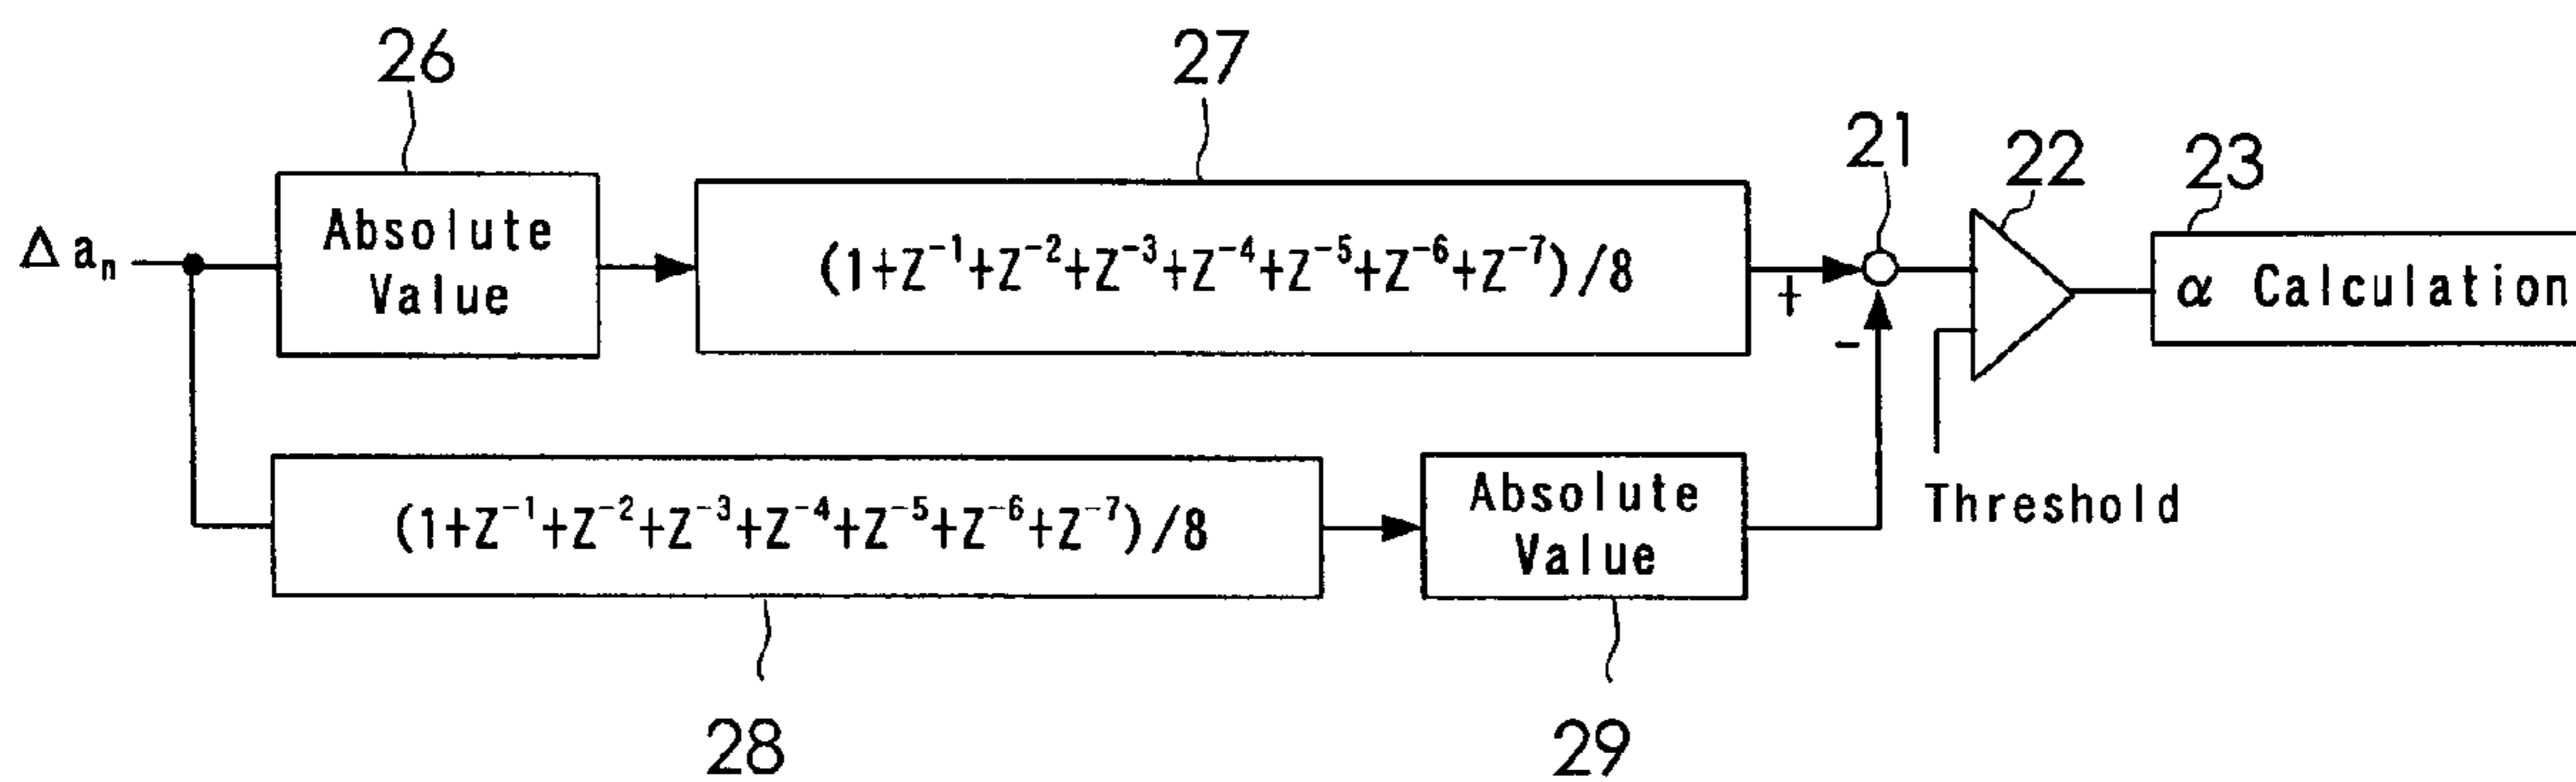 26
27
21
22
23
Δaₙ
Absolute
Value
(1+Z⁻¹+Z⁻²+Z⁻³+Z⁻⁴+Z⁻⁵+Z⁻⁶+Z⁻⁷)/8
+
-
α Calculation
(1+Z⁻¹+Z⁻²+Z⁻³+Z⁻⁴+Z⁻⁵+Z⁻⁶+Z⁻⁷)/8
Absolute
Value
Threshold
28
29